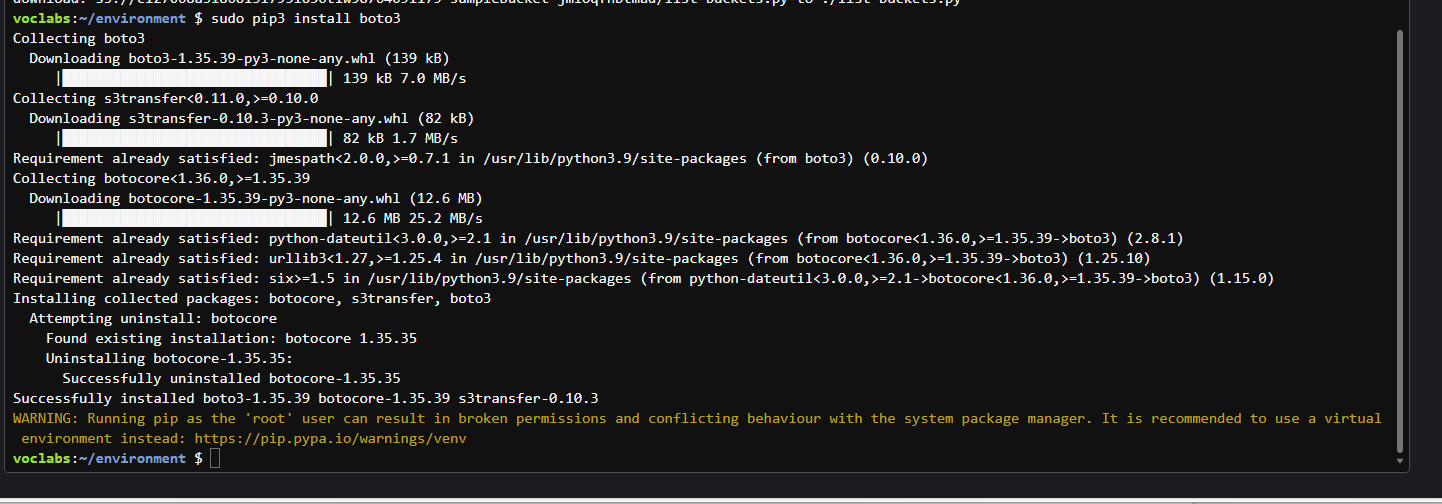 voclabs:~/environment $ sudo pip3 install boto3
Collecting boto3
  Downloading boto3-1.35.39-py3-none-any.whl (139 kB)
     |████████████████████████████████| 139 kB 7.0 MB/s
Collecting s3transfer<0.11.0,>=0.10.0
  Downloading s3transfer-0.10.3-py3-none-any.whl (82 kB)
     |████████████████████████████████| 82 kB 1.7 MB/s
Requirement already satisfied: jmespath<2.0.0,>=0.7.1 in /usr/lib/python3.9/site-packages (from boto3) (0.10.0)
Collecting botocore<1.36.0,>=1.35.39
  Downloading botocore-1.35.39-py3-none-any.whl (12.6 MB)
     |████████████████████████████████| 12.6 MB 25.2 MB/s
Requirement already satisfied: python-dateutil<3.0.0,>=2.1 in /usr/lib/python3.9/site-packages (from botocore<1.36.0,>=1.35.39->boto3) (2.8.1)
Requirement already satisfied: urllib3<1.27,>=1.25.4 in /usr/lib/python3.9/site-packages (from botocore<1.36.0,>=1.35.39->boto3) (1.25.10)
Requirement already satisfied: six>=1.5 in /usr/lib/python3.9/site-packages (from python-dateutil<3.0.0,>=2.1->botocore<1.36.0,>=1.35.39->boto3) (1.15.0)
Installing collected packages: botocore, s3transfer, boto3
  Attempting uninstall: botocore
    Found existing installation: botocore 1.35.35
    Uninstalling botocore-1.35.35:
      Successfully uninstalled botocore-1.35.35
Successfully installed boto3-1.35.39 botocore-1.35.39 s3transfer-0.10.3
WARNING: Running pip as the 'root' user can result in broken permissions and conflicting behaviour with the system package manager. It is recommended to use a virtual
 environment instead: https://pip.pypa.io/warnings/venv
voclabs:~/environment $